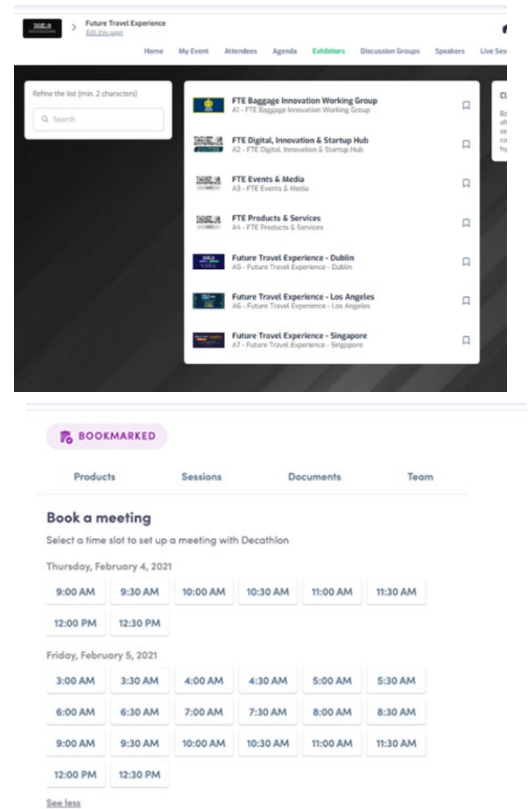 Future Travel Experience
Edit this page
Home My Event Attendees Agenda Exhibitors Discussion Groups Speakers Live Ses
Refine the list (min. 2 characters)
Search
FTE Baggage Innovation Working Group
A1 - FTE Baggage Innovation Working Group
FTE Digital, Innovation & Startup Hub
A2 - FTE Digital, Innovation & Startup Hub
FTE Events & Media
A3 - FTE Events & Media
FTE Products & Services
A4 - FTE Products & Services
Future Travel Experience - Dublin
A5 - Future Travel Experience - Dublin
Future Travel Experience - Los Angeles
A6 - Future Travel Experience - Los Angeles
Future Travel Experience - Singapore
A7 - Future Travel Experience - Singapore
BOOKMARKED
Products Sessions Documents Team
Book a meeting
Select a time slot to set up a meeting with Decathlon
Thursday, February 4, 2021
9:00 AM 9:30 AM 10:00 AM 10:30 AM 11:00 AM 11:30 AM
12:00 PM 12:30 PM
Friday, February 5, 2021
3:00 AM 3:30 AM 4:00 AM 4:30 AM 5:00 AM 5:30 AM
6:00 AM 6:30 AM 7:00 AM 7:30 AM 8:00 AM 8:30 AM
9:00 AM 9:30 AM 10:00 AM 10:30 AM 11:00 AM 11:30 AM
12:00 PM 12:30 PM
See less